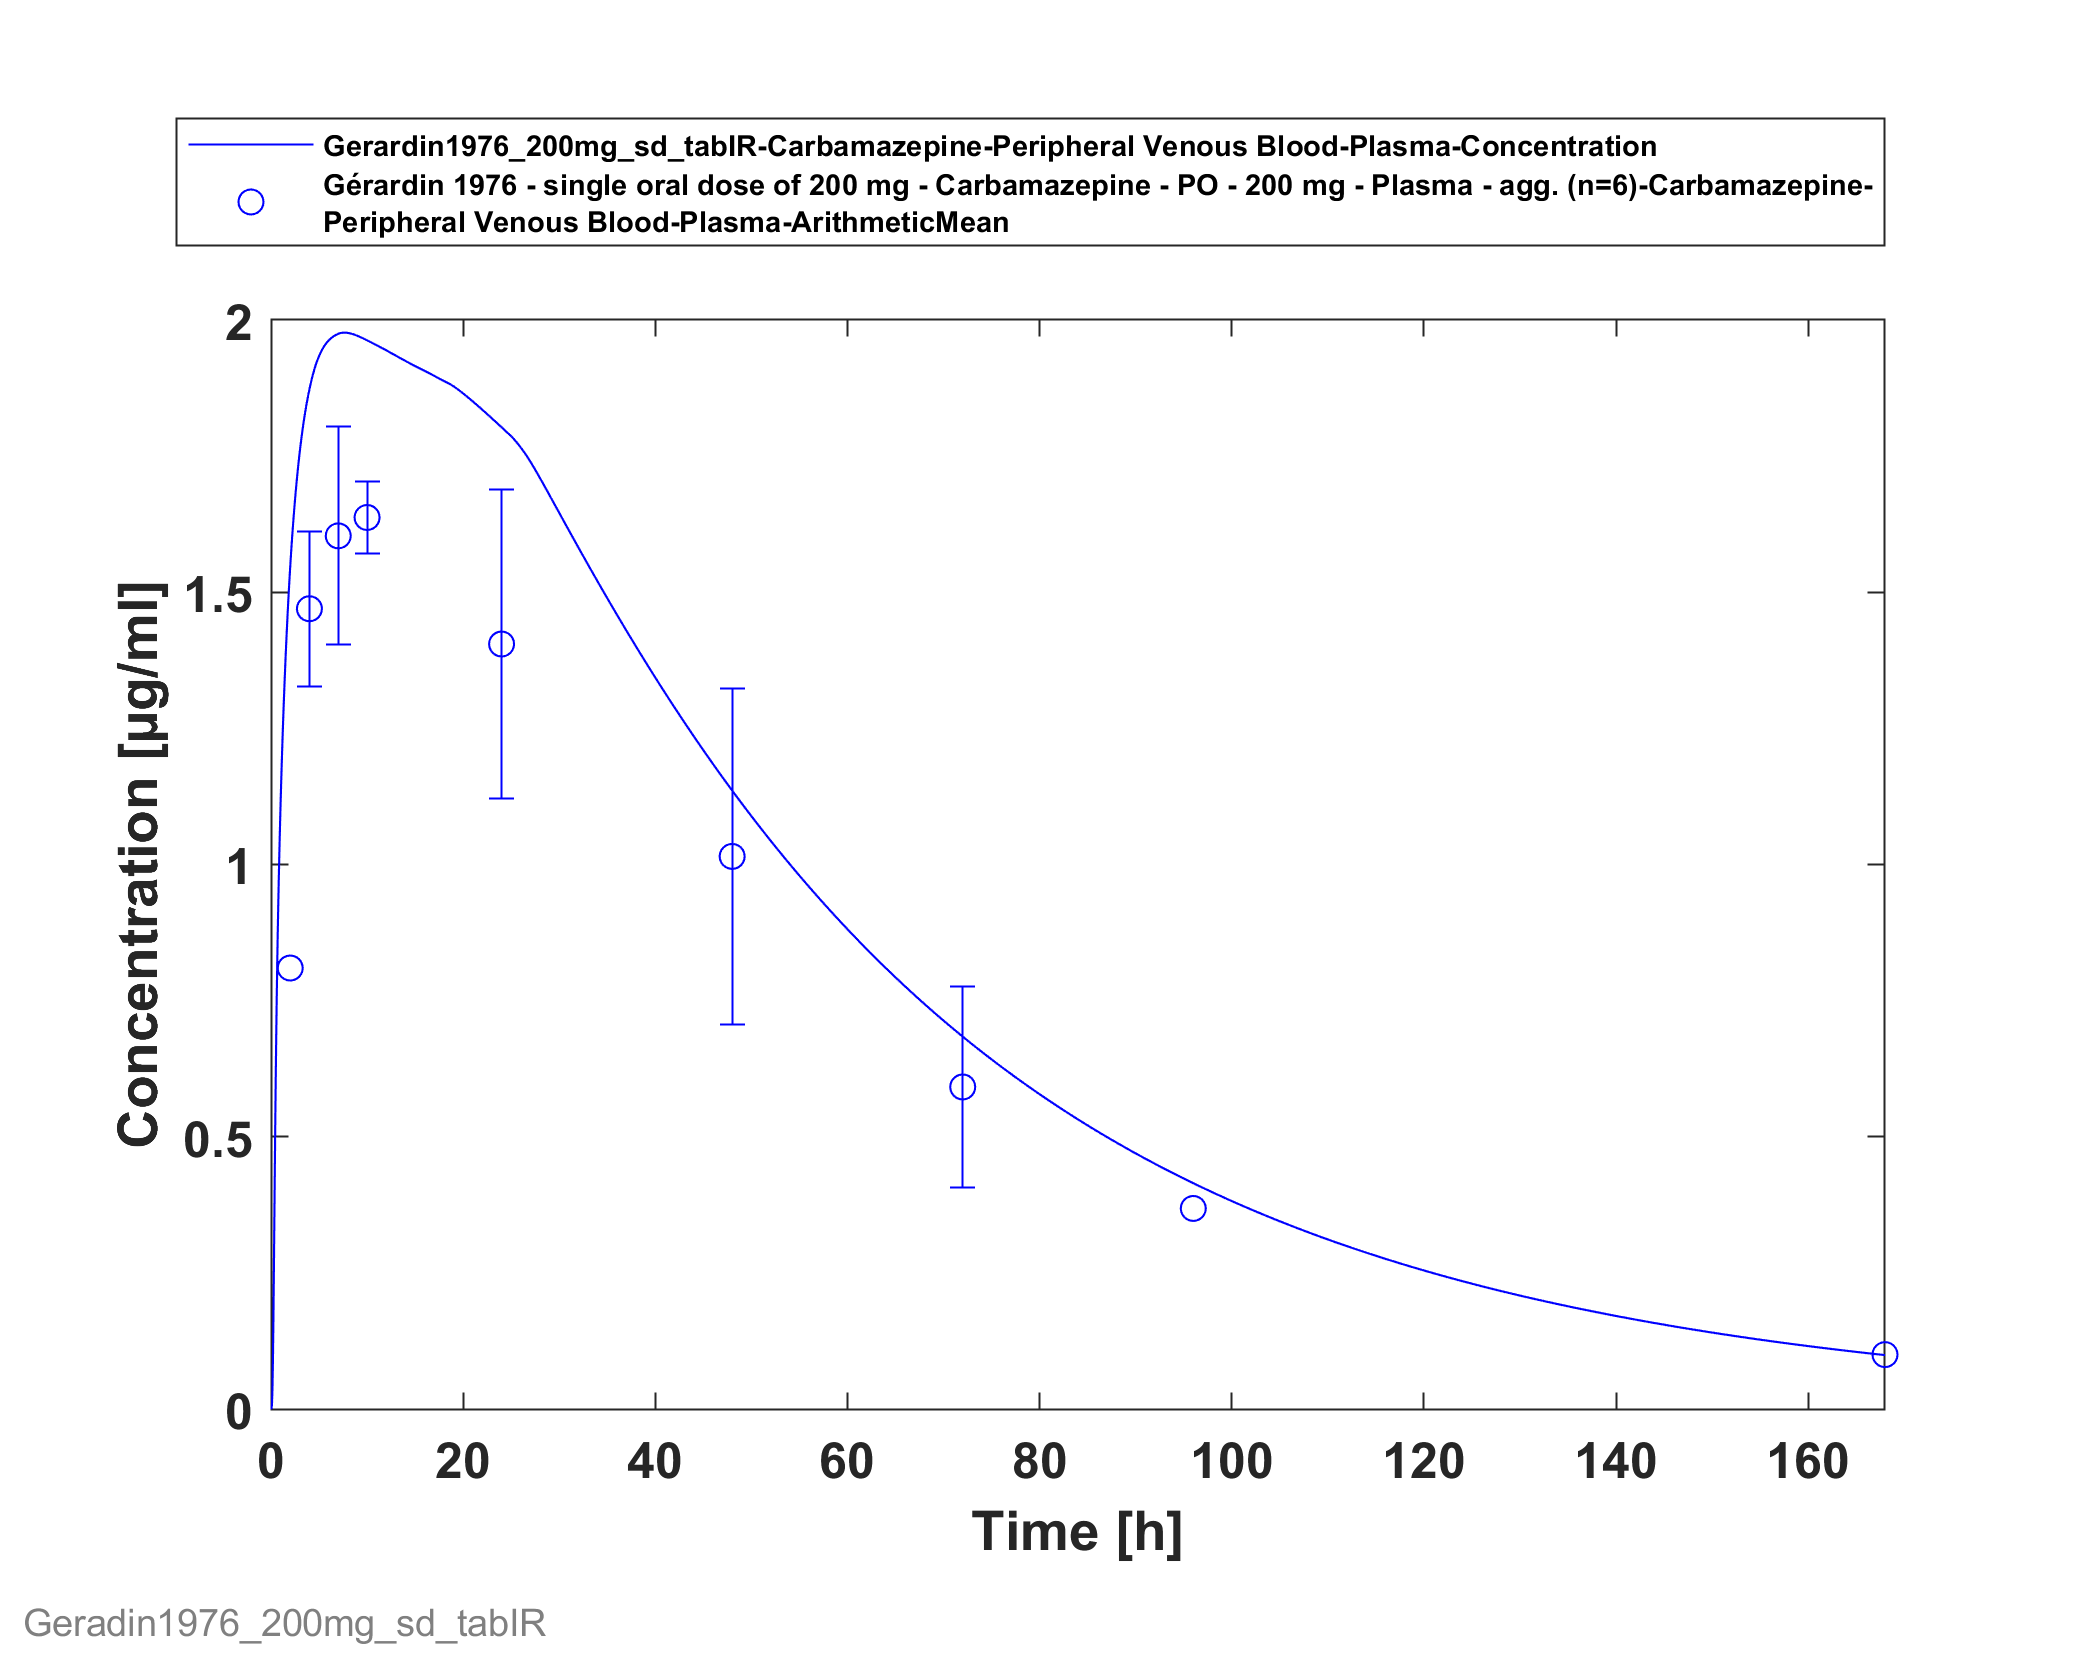 Gerardin1976_200mg_sd_tabIR-Carbamazepine-Peripheral Venous Blood-Plasma-Concentration
Gérardin 1976 - single oral dose of 200 mg - Carbamazepine - PO - 200 mg - Plasma - agg. (n=6)-Carbamazepine-
Peripheral Venous Blood-Plasma-ArithmeticMean
2
1.5
1
0.5
0
Concentration [µg/ml]
0 20 40 60 80 100 120 140 160
Time [h]
Geradin1976_200mg_sd_tabIR